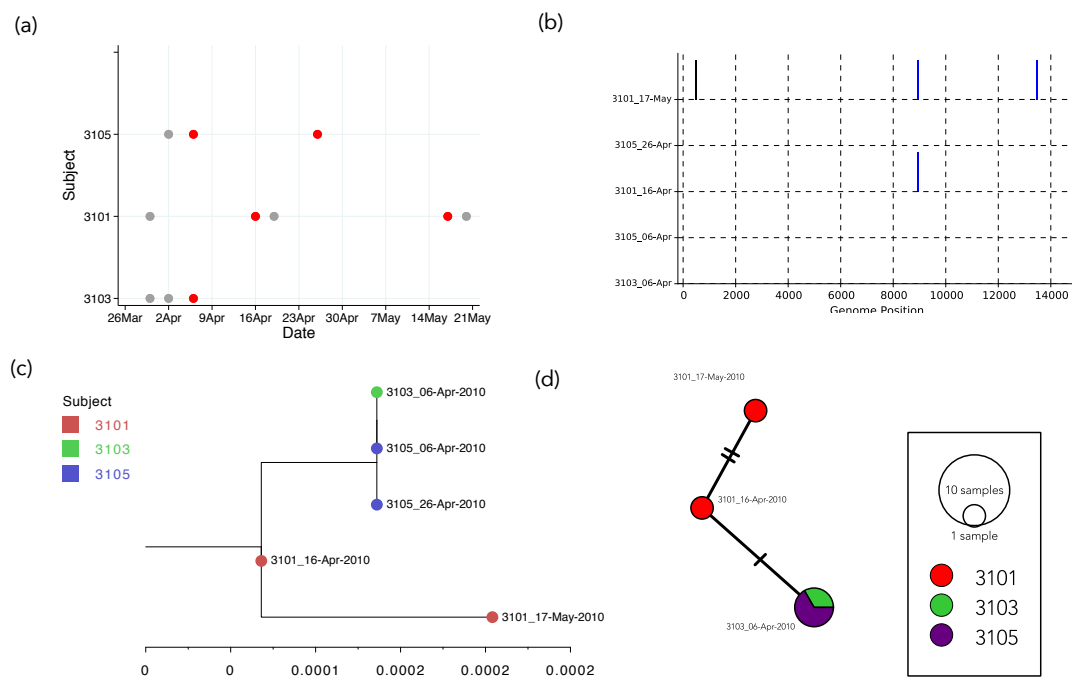 (a)
Subject
3105
3101
3103
26Mar 2Apr 9Apr 16Apr 23Apr 30Apr 7May 14May 21May
Date
(b)
3101_17-May
3105_26-Apr
3101_16-Apr
3105_06-Apr
3103_06-Apr
0 2000 4000 6000 8000 10000 12000 14000
Genome Position
(c)
Subject
3101
3103
3105
3103_06-Apr-2010
3105_06-Apr-2010
3105_26-Apr-2010
3101_16-Apr-2010
3101_17-May-2010
0 0 0.0001 0.0002 0.0002 0.0002
(d)
3101_17-May-2010
3101_16-Apr-2010
3103_06-Apr-2010
10 samples
1 sample
3101
3103
3105